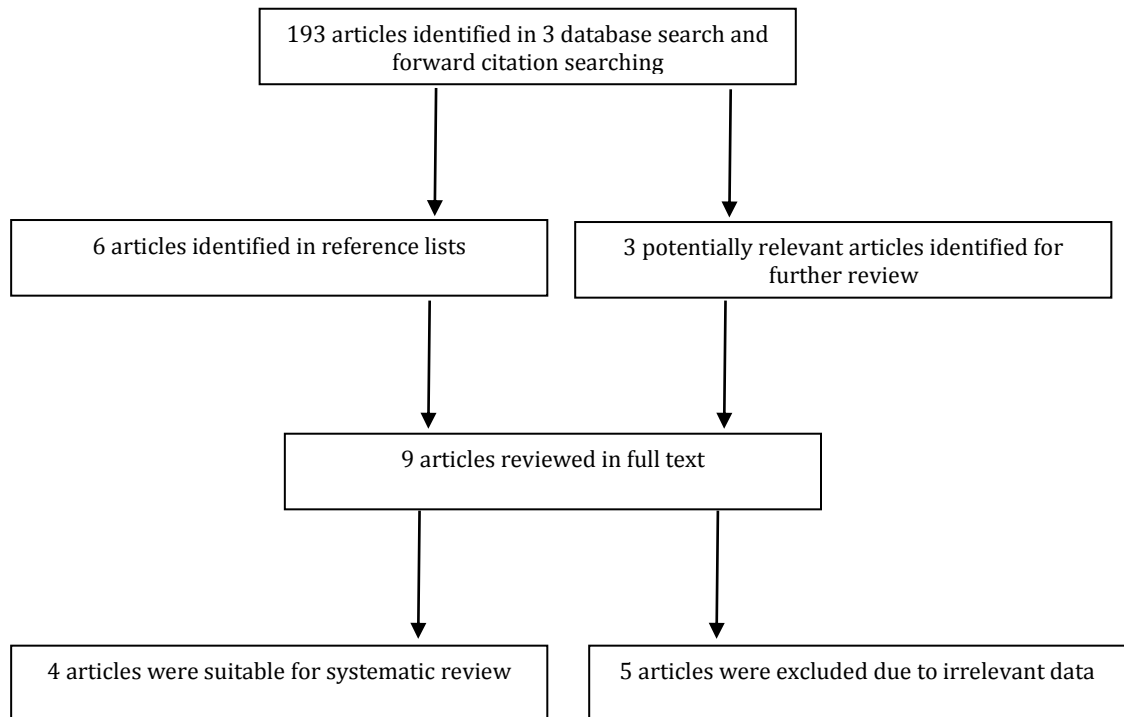 193 articles identified in 3 database search and
forward citation searching
6 articles identified in reference lists
3 potentially relevant articles identified for
further review
9 articles reviewed in full text
4 articles were suitable for systematic review
5 articles were excluded due to irrelevant data